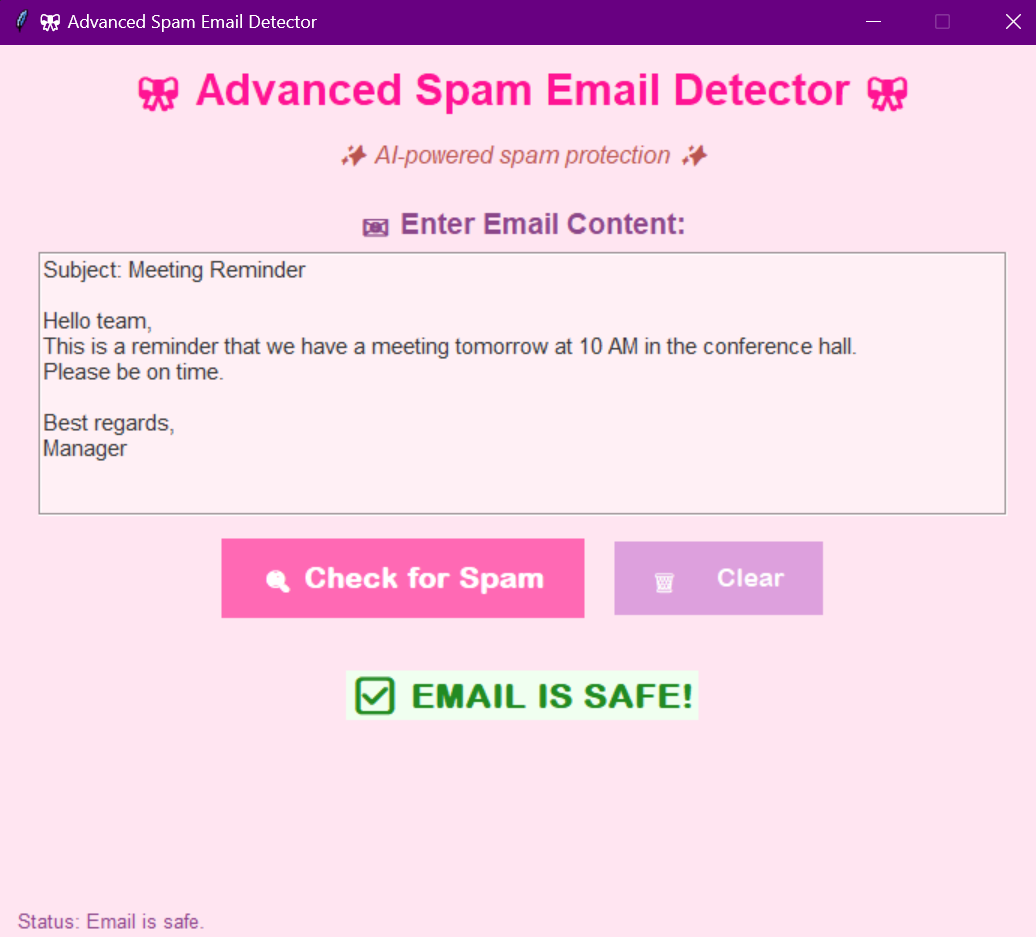 Advanced Spam Email Detector
Advanced Spam Email Detector
AI-powered spam protection
Enter Email Content:
Subject: Meeting Reminder
Hello team,
This is a reminder that we have a meeting tomorrow at 10 AM in the conference hall.
Please be on time.
Best regards,
Manager
Check for Spam
Clear
EMAIL IS SAFE!
Status: Email is safe.